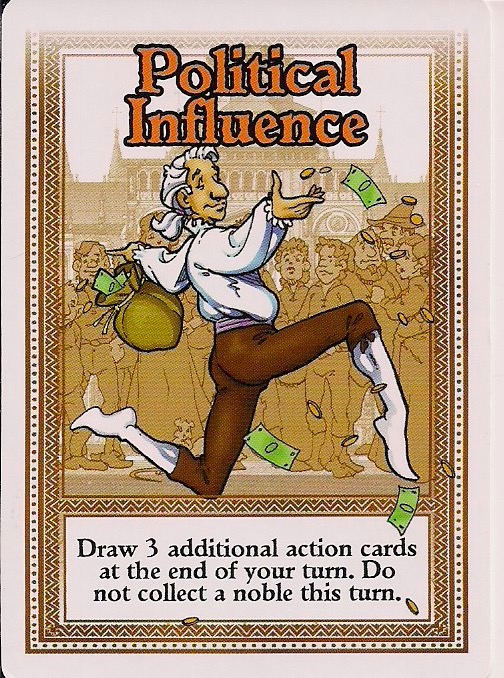 Political
Influence
Draw 3 additional action cards
at the end of your turn. Do
not collect a noble this turn.